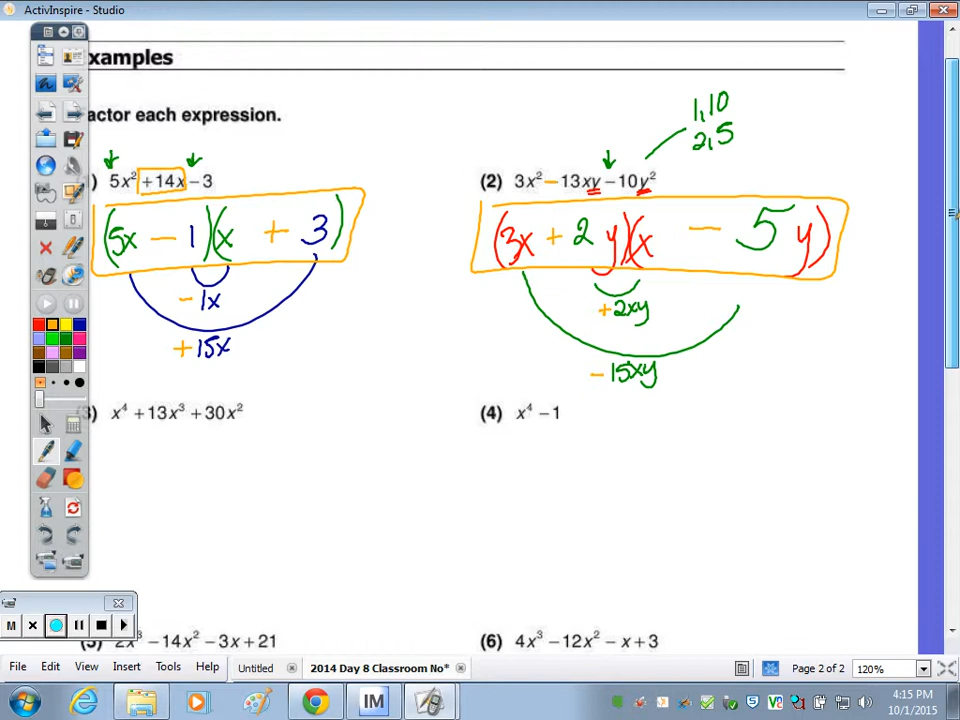 ActivInspire - Studio
xamples
actor each expression.
1,10
2,5
) 5x² +14x -3
(2) 3x² -13xy -10y²
(5x - 1)(x + 3)
(3x + 2y)(x - 5y)
-1x
+2xy
+15x
-15xy
3) x⁴ +13x³ +30x²
(4) x⁴ -1
M
-14x² -3x+21
(6) 4x³ -12x² -x+3
File Edit View Insert Tools Help
Untitled
2014 Day 8 Classroom No*
Page 2 of 2
120%
IM
4:15 PM
10/1/2015